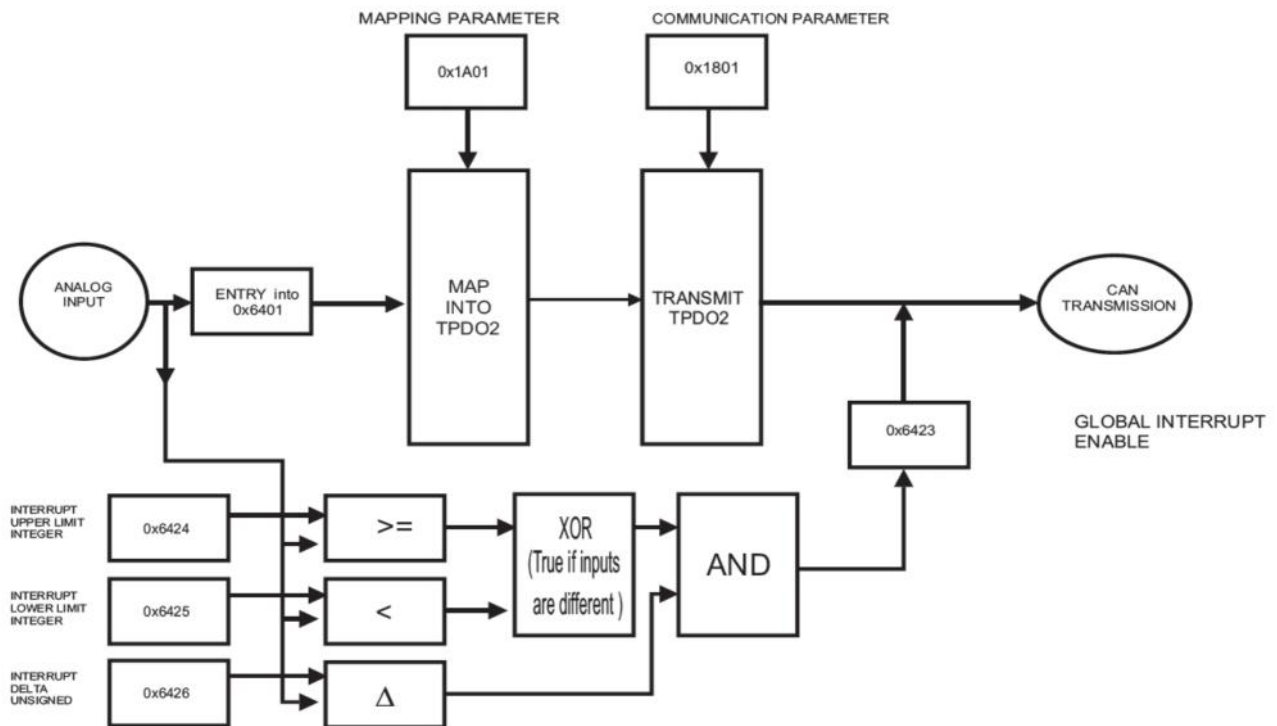 MAPPING PARAMETER
COMMUNICATION PARAMETER
0x1A01
0x1801
ANALOG
INPUT
ENTRY into
0x6401
MAP
INTO
TPDO2
TRANSMIT
TPDO2
CAN
TRANSMISSION
0x6423
GLOBAL INTERRUPT
ENABLE
INTERRUPT
UPPER LIMIT
INTEGER
0x6424
>=
XOR
(True if inputs
are different )
AND
INTERRUPT
LOWER LIMIT
INTEGER
0x6425
<
INTERRUPT
DELTA
UNSIGNED
0x6426
Δ